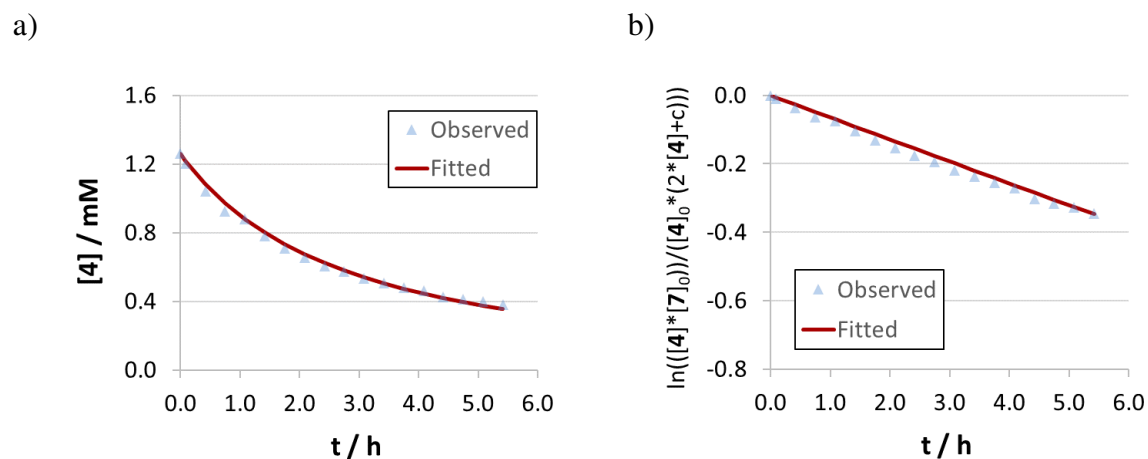 a)
b)
[4] / mM
1.6
1.2
0.8
0.4
0.0
0.0 1.0 2.0 3.0 4.0 5.0 6.0
t / h
Observed
Fitted
ln(([4]*[7]₀))/([4]₀*(2*[4]+c)))
0.0
-0.2
-0.4
-0.6
-0.8
0.0 1.0 2.0 3.0 4.0 5.0 6.0
t / h
Observed
Fitted